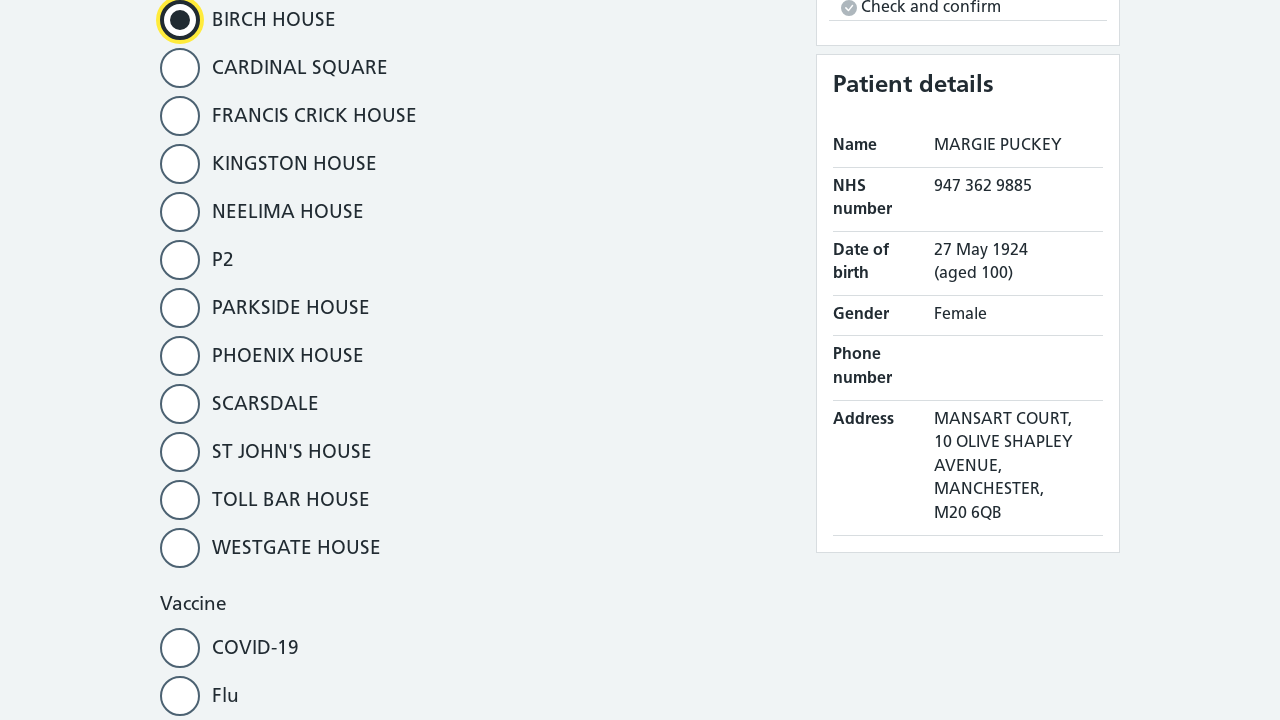 BIRCH HOUSE
CARDINAL SQUARE
FRANCIS CRICK HOUSE
KINGSTON HOUSE
NEELIMA HOUSE
P2
PARKSIDE HOUSE
PHOENIX HOUSE
SCARSDALE
ST JOHN'S HOUSE
TOLL BAR HOUSE
WESTGATE HOUSE
Vaccine
COVID-19
Flu
Check and confirm
Patient details
Name MARGIE PUCKEY
NHS number 947 362 9885
Date of birth 27 May 1924 (aged 100)
Gender Female
Phone number
Address MANSART COURT,
10 OLIVE SHAPLEY
AVENUE,
MANCHESTER,
M20 6QB